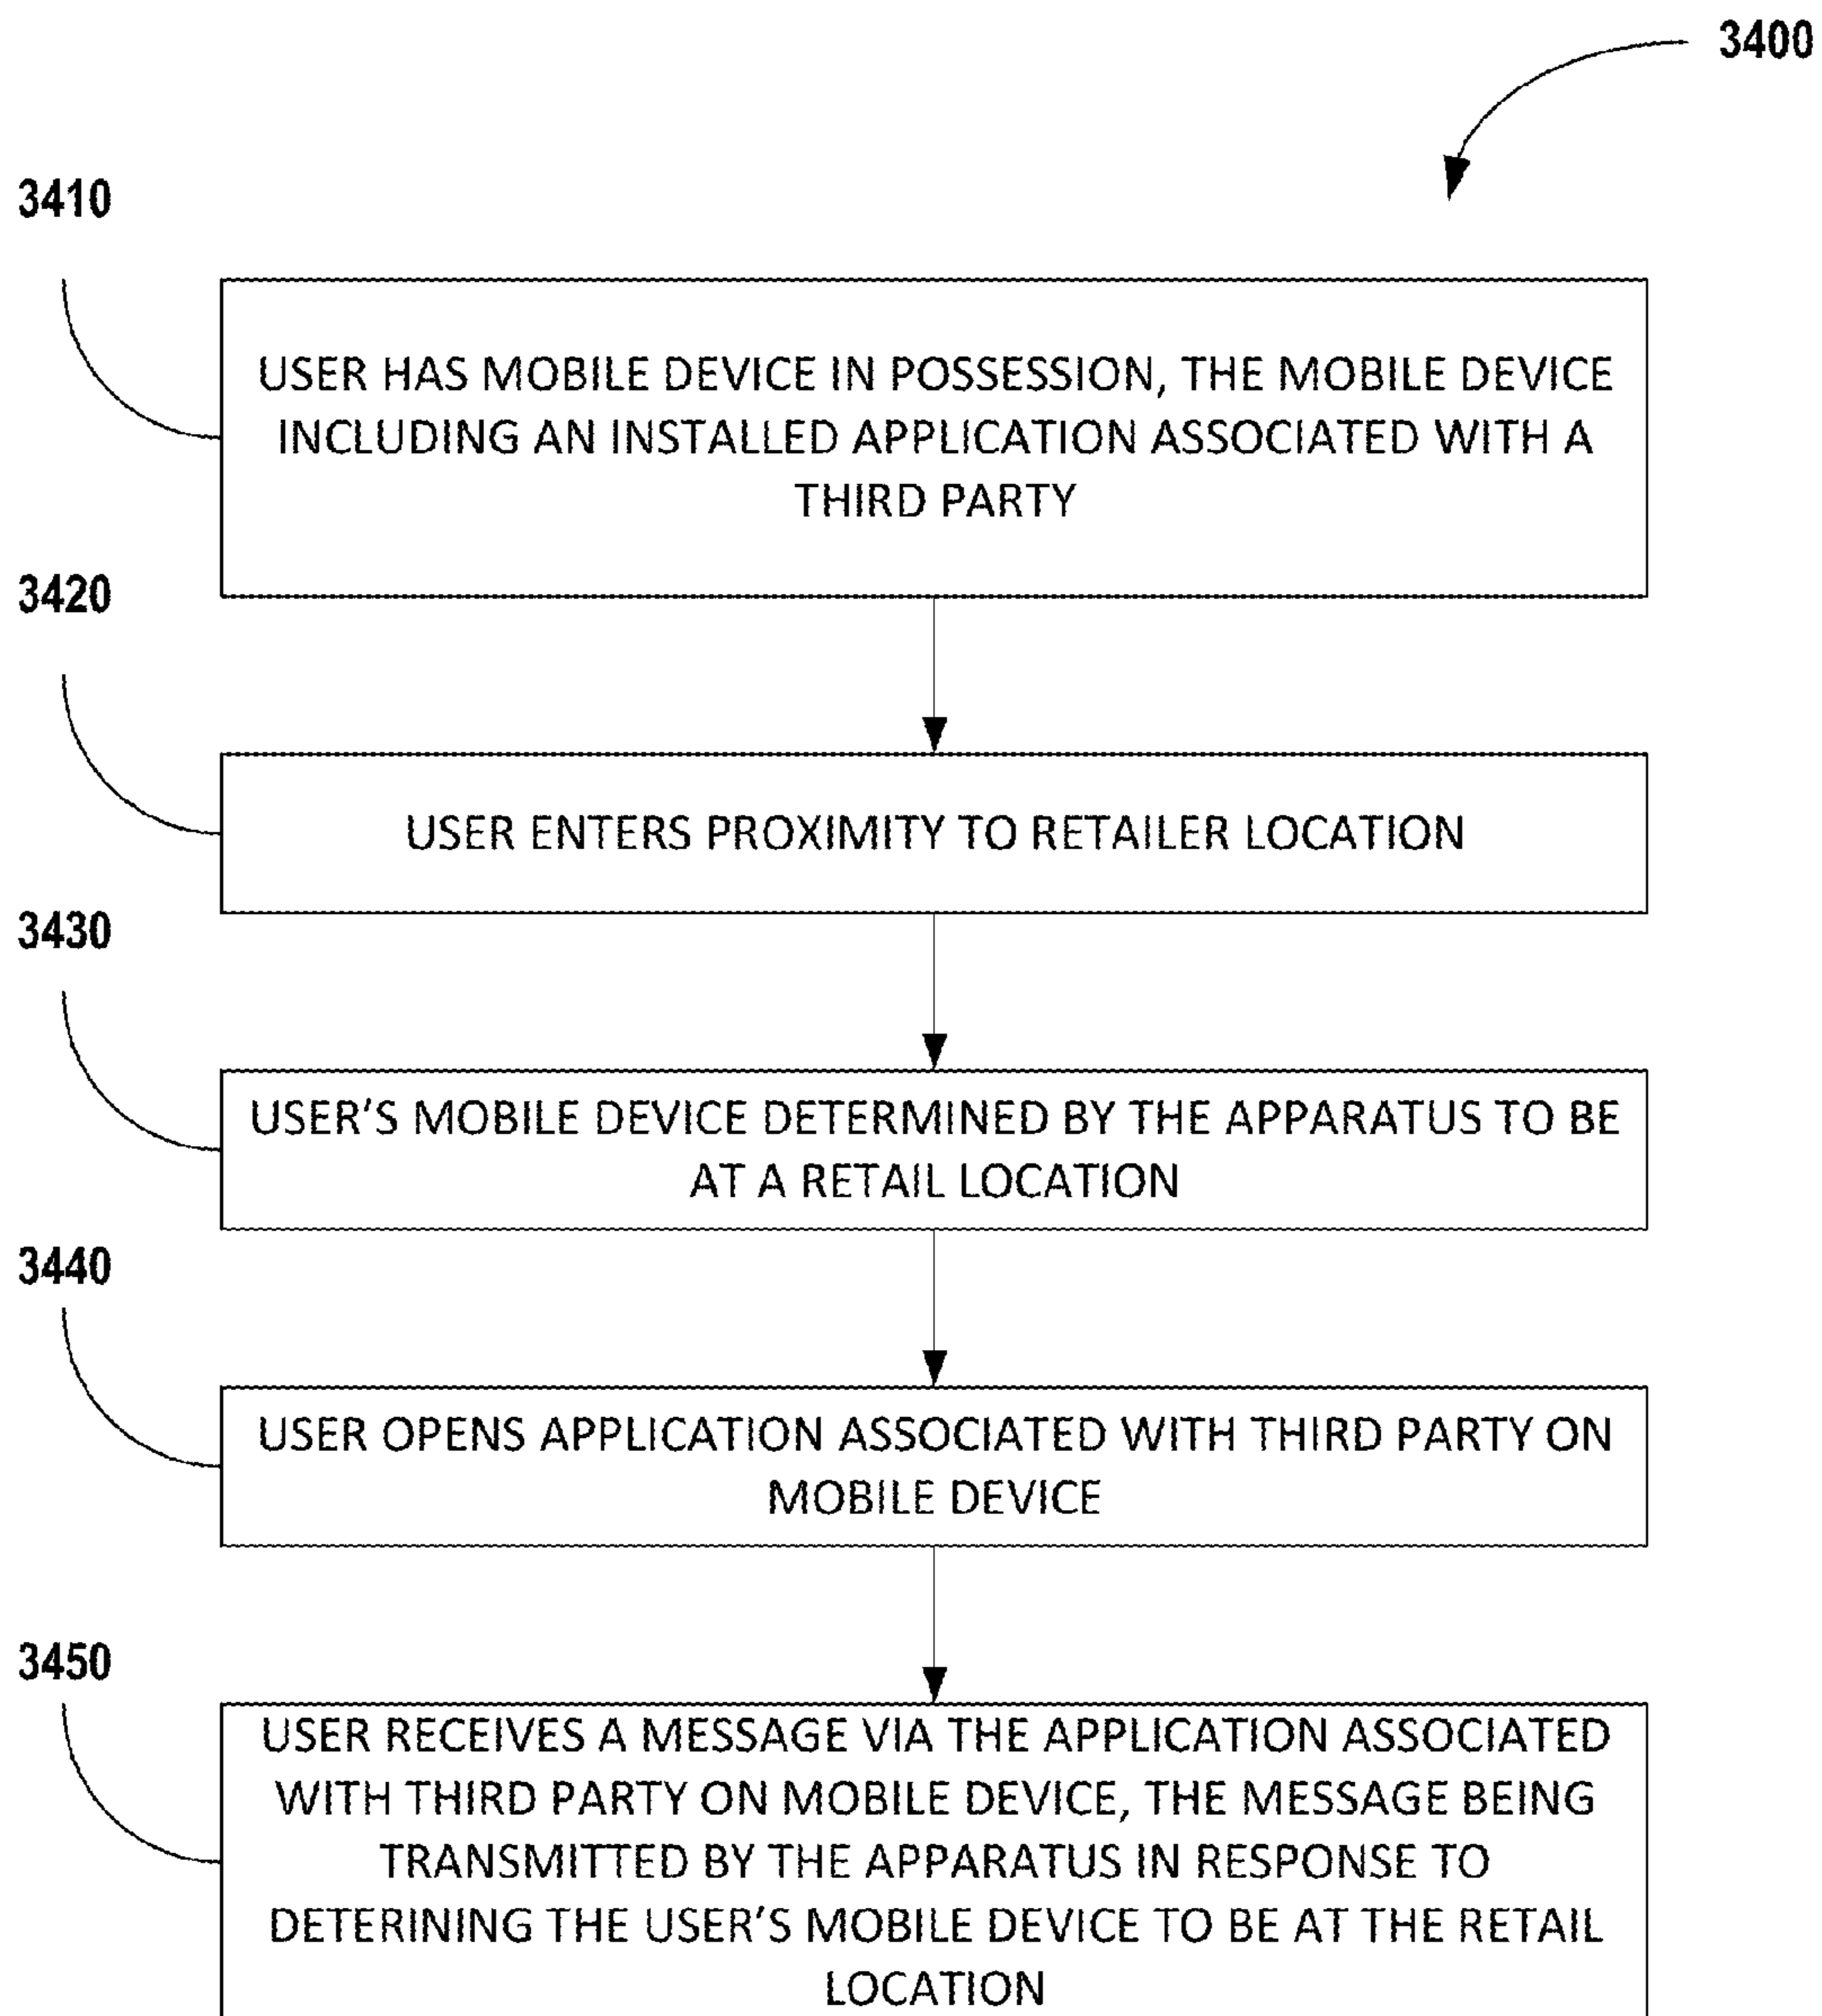 3400
3410
USER HAS MOBILE DEVICE IN POSSESSION, THE MOBILE DEVICE
INCLUDING AN INSTALLED APPLICATION ASSOCIATED WITH A
THIRD PARTY
3420
USER ENTERS PROXIMITY TO RETAILER LOCATION
3430
USER'S MOBILE DEVICE DETERMINED BY THE APPARATUS TO BE
AT A RETAIL LOCATION
3440
USER OPENS APPLICATION ASSOCIATED WITH THIRD PARTY ON
MOBILE DEVICE
3450
USER RECEIVES A MESSAGE VIA THE APPLICATION ASSOCIATED
WITH THIRD PARTY ON MOBILE DEVICE, THE MESSAGE BEING
TRANSMITTED BY THE APPARATUS IN RESPONSE TO
DETERINING THE USER'S MOBILE DEVICE TO BE AT THE RETAIL
LOCATION